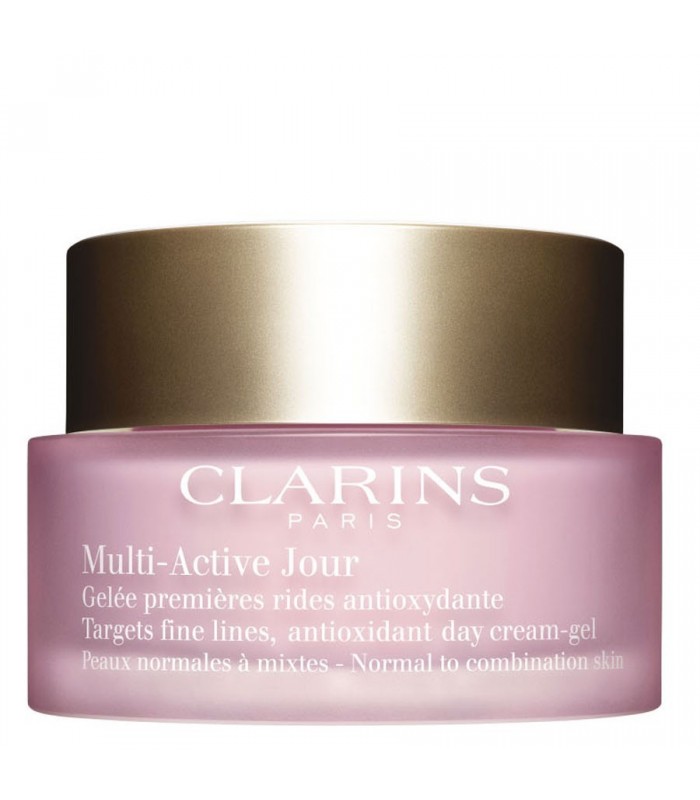 CLARINS
PARIS
Multi-Active Jour
Gelée premières rides antioxydante
Targets fine lines, antioxidant day cream-gel
Peaux normales à mixtes - Normal to combination skin